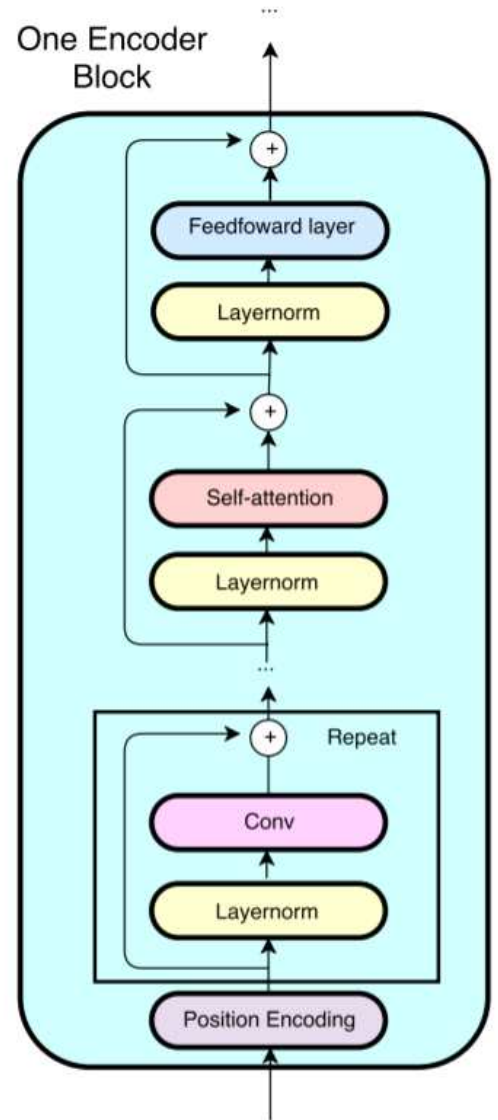 ...
One Encoder
Block
+
Feedfoward layer
Layernorm
+
Self-attention
Layernorm
...
+
Repeat
Conv
Layernorm
Position Encoding